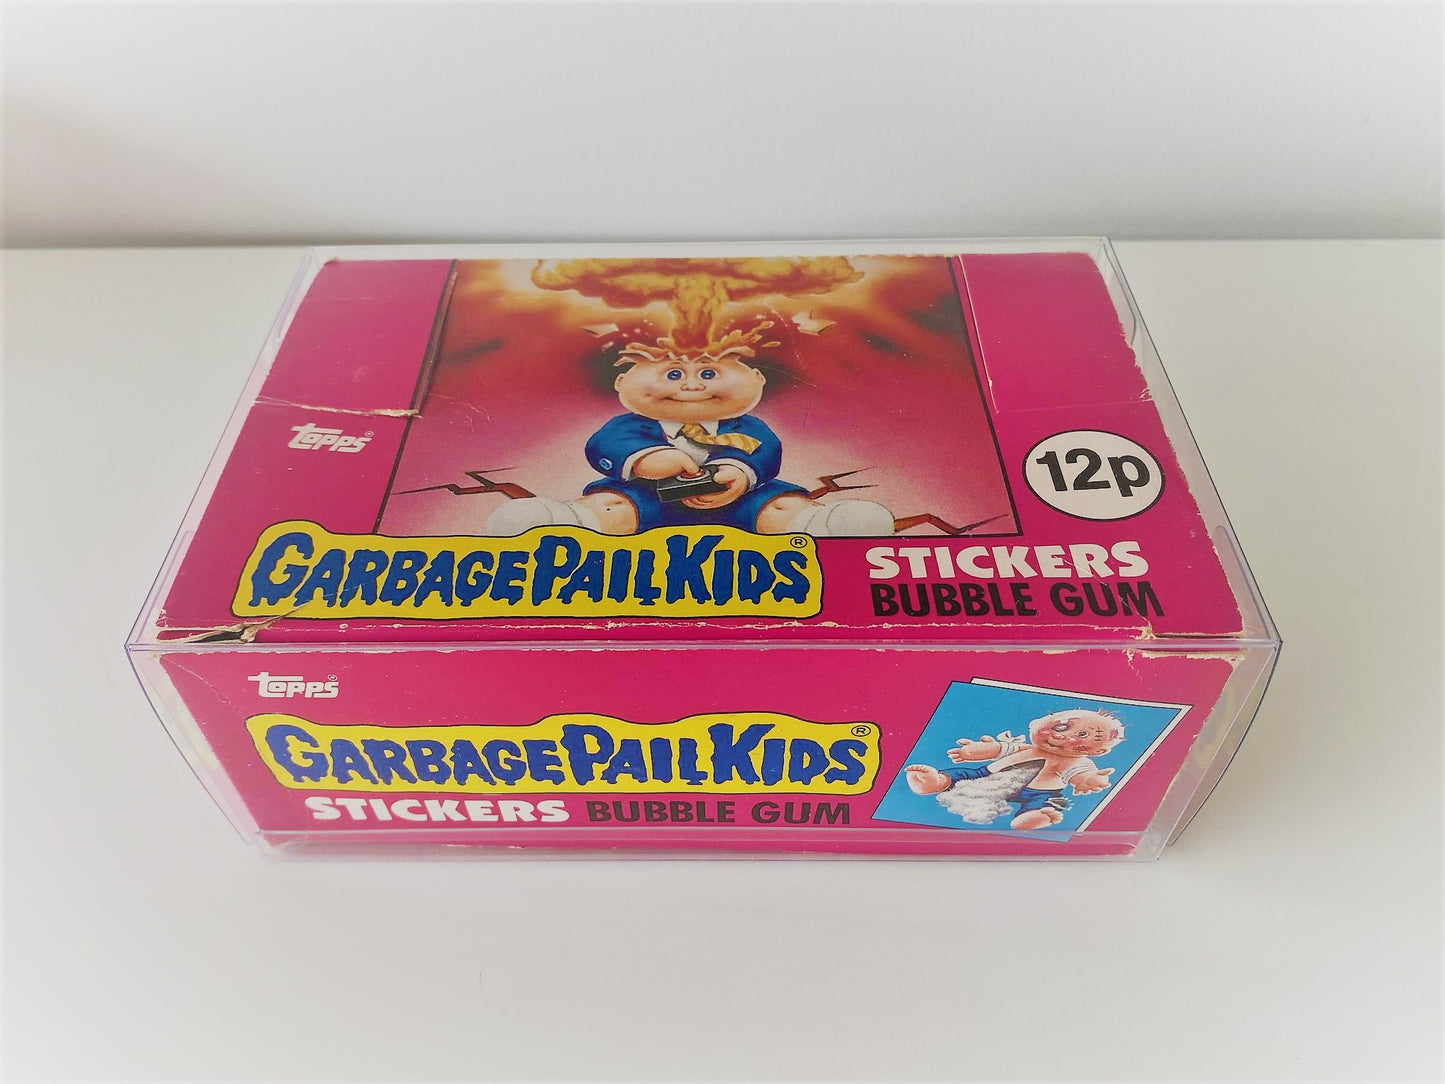 topps®
12p
GARBAGE PAIL KIDS®
STICKERS
BUBBLE GUM
topps®
GARBAGE PAIL KIDS®
STICKERS BUBBLE GUM